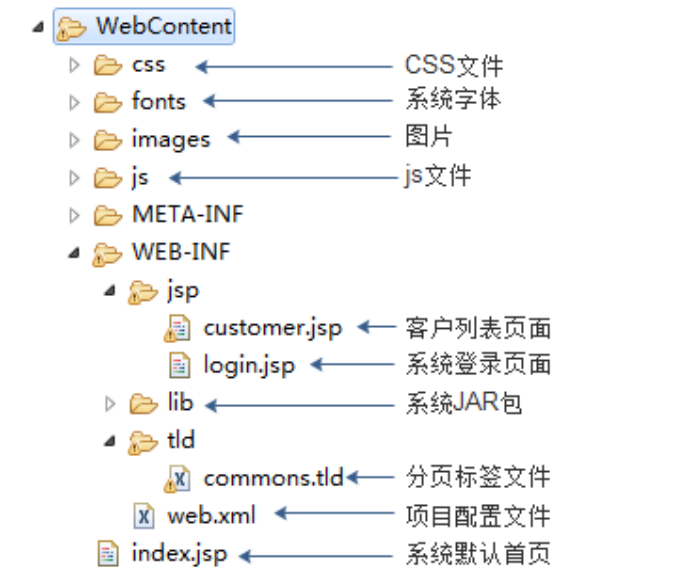 WebContent
css CSS文件
fonts 系统字体
images 图片
js js文件
META-INF
WEB-INF
jsp
customer.jsp 客户列表页面
login.jsp 系统登录页面
lib 系统JAR包
tld
commons.tld 分页标签文件
web.xml 项目配置文件
index.jsp 系统默认首页